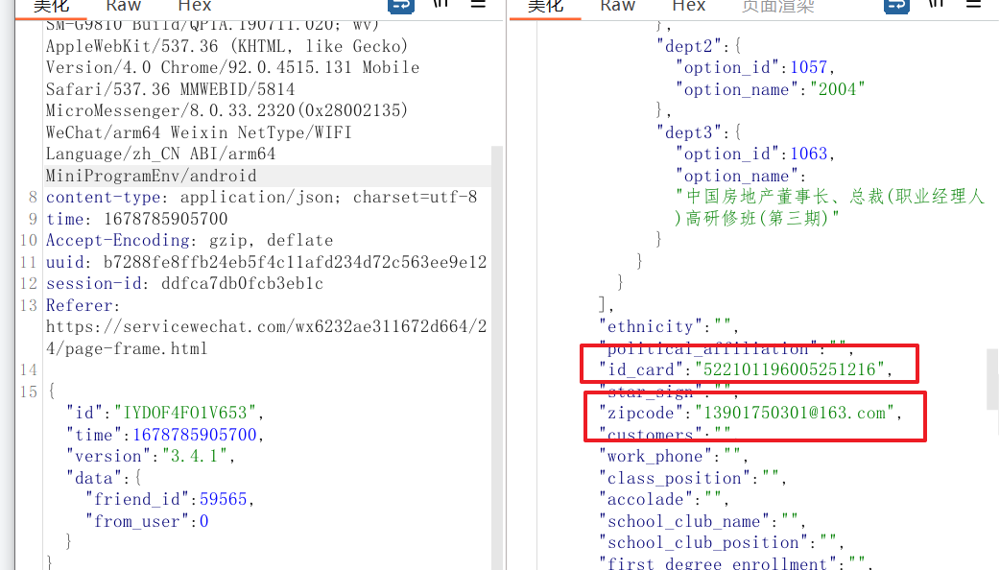 美化 Raw Hex
SM-G9810 Build/QP1A.190711.020; wv)
AppleWebKit/537.36 (KHTML, like Gecko)
Version/4.0 Chrome/92.0.4515.131 Mobile
Safari/537.36 MMWEBID/5814
MicroMessenger/8.0.33.2320(0x28002135)
WeChat/arm64 Weixin NetType/WIFI
Language/zh_CN ABI/arm64
MiniProgramEnv/android
8 content-type: application/json; charset=utf-8
9 time: 1678785905700
10 Accept-Encoding: gzip, deflate
11 uuid: b7288fe8ffb24eb5f4c11afd234d72c563ee9e12
12 session-id: ddfca7db0fcb3eb1c
13 Referer:
https://servicewechat.com/wx6232ae311672d664/2
4/page-frame.html
14
15 {
"id":"IYDOF4FO1V653",
"time":1678785905700,
"version":"3.4.1",
"data":{
"friend_id":59565,
"from_user":0
}
}
美化 Raw Hex 页面渲染
},
"dept2":{
"option_id":1057,
"option_name":"2004"
},
"dept3":{
"option_id":1063,
"option_name":
"中国房地产董事长、总裁(职业经理人
)高研修班(第三期)"
}
}
}
],
"ethnicity":"",
"political_affiliation":"",
"id_card":"522101196005251216",
"star_sign":"",
"zipcode":"13901750301@163.com",
"customers":""
"work_phone":"",
"class_position":"",
"accolade":"",
"school_club_name":"",
"school_club_position":"",
"first_degree_enrollment":"",